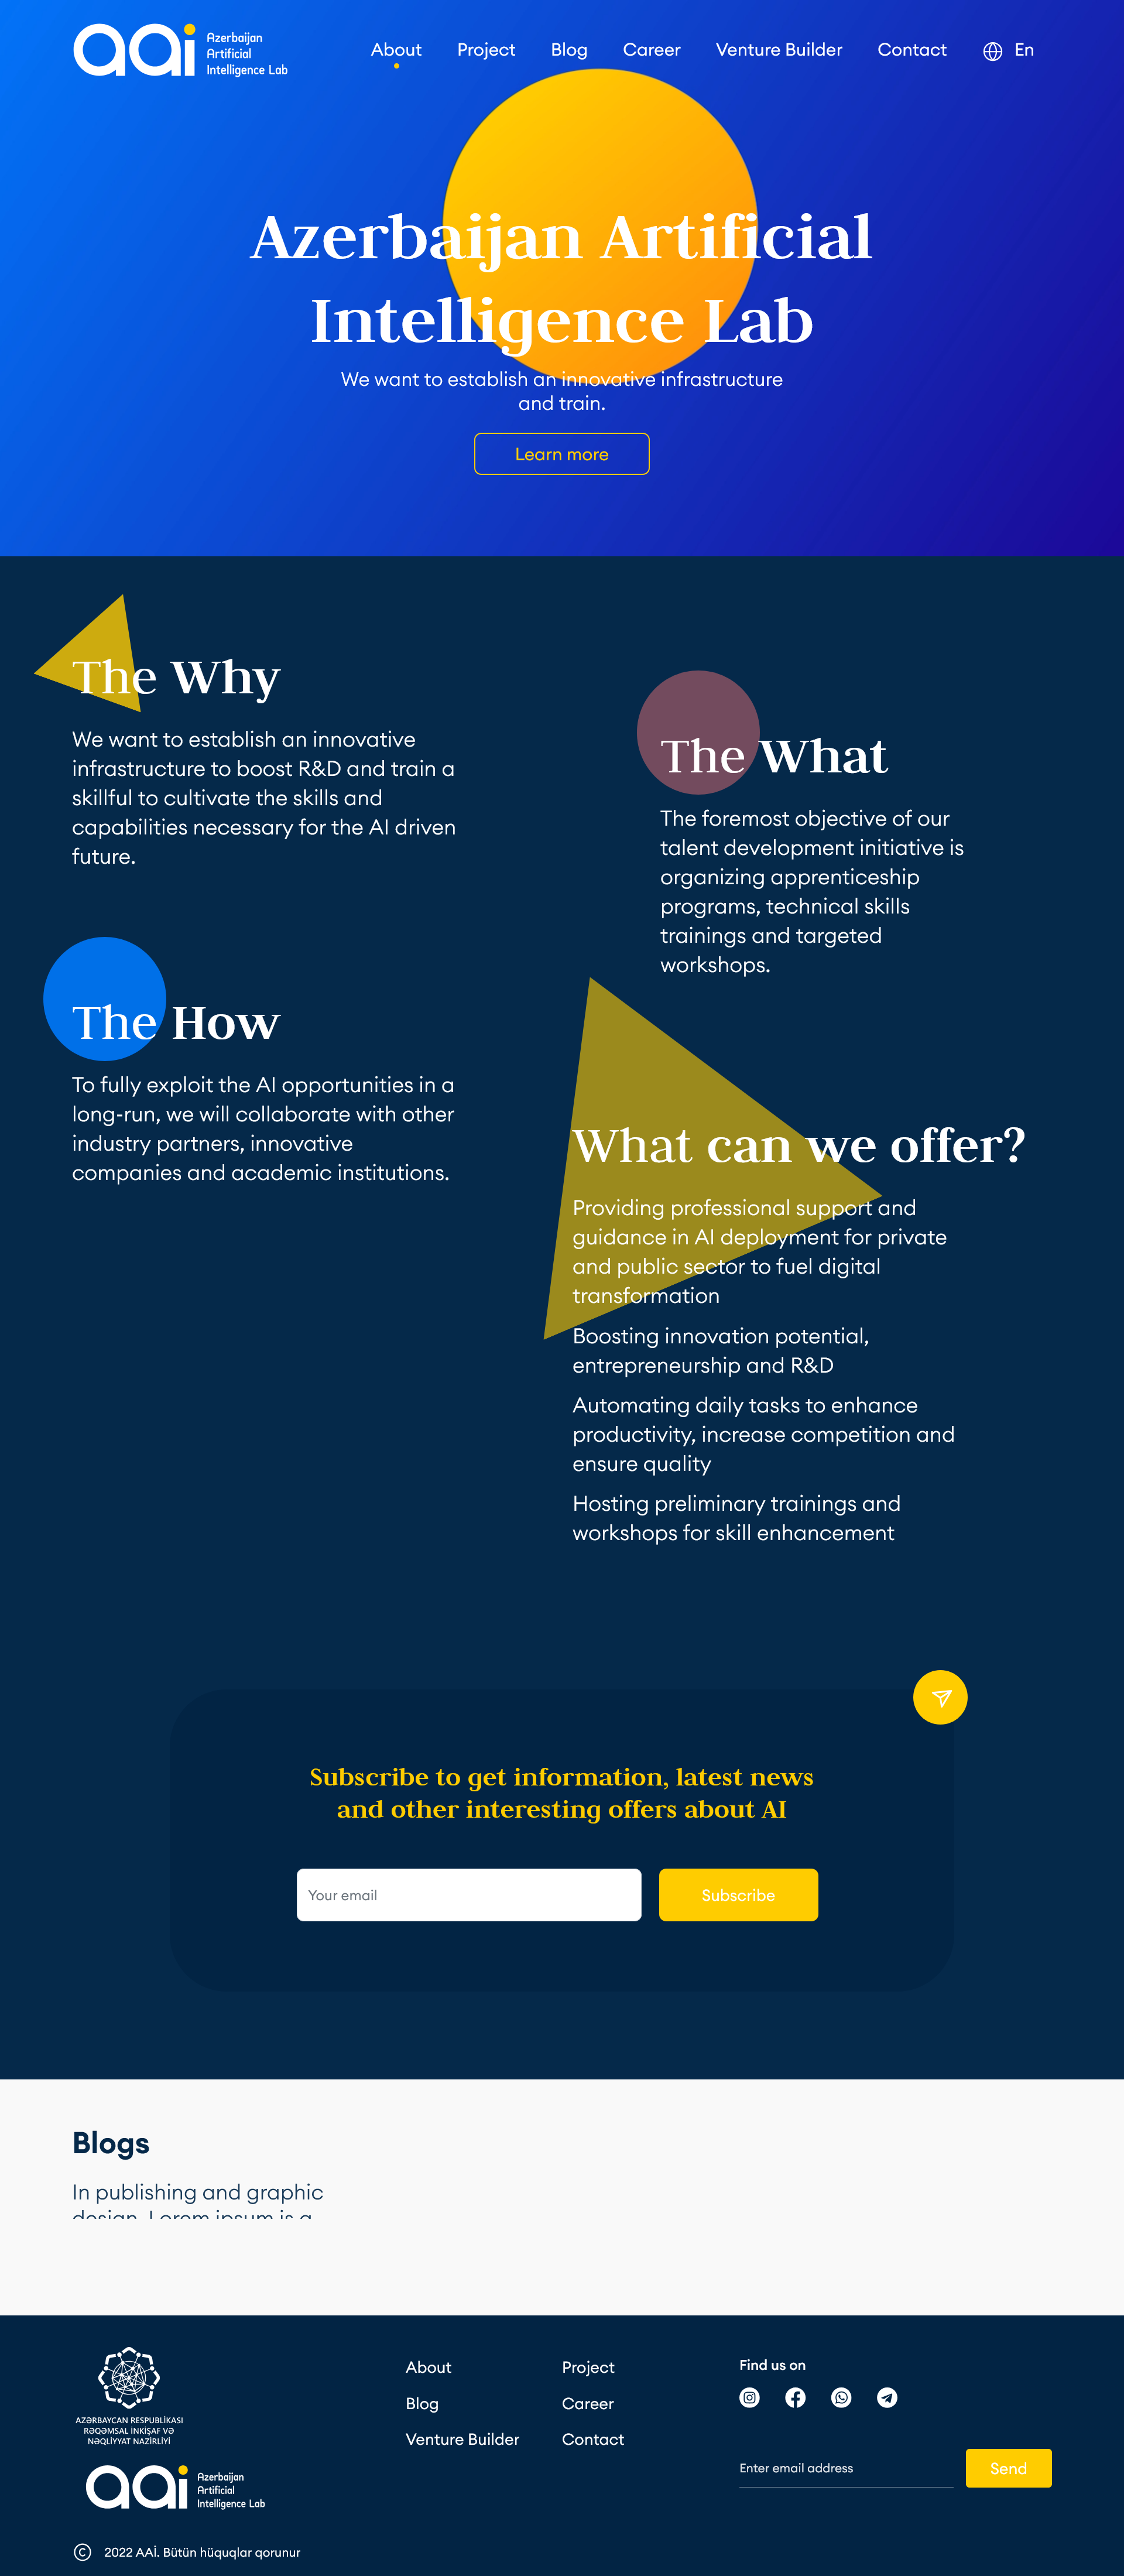 Azerbaijan
Artificial
Intelligence Lab
About
Project
Blog
Career
Venture Builder
Contact
En
Azerbaijan Artificial
Intelligence Lab
We want to establish an innovative infrastructure
and train.
Learn more
The Why
We want to establish an innovative
infrastructure to boost R&D and train a
skillful to cultivate the skills and
capabilities necessary for the AI driven
future.
The What
The foremost objective of our
talent development initiative is
organizing apprenticeship
programs, technical skills
trainings and targeted
workshops.
The How
To fully exploit the AI opportunities in a
long-run, we will collaborate with other
industry partners, innovative
companies and academic institutions.
What can we offer?
Providing professional support and
guidance in AI deployment for private
and public sector to fuel digital
transformation
Boosting innovation potential,
entrepreneurship and R&D
Automating daily tasks to enhance
productivity, increase competition and
ensure quality
Hosting preliminary trainings and
workshops for skill enhancement
Subscribe to get information, latest news
and other interesting offers about AI
Your email
Subscribe
Blogs
In publishing and graphic
design, Lorem ipsum is a
AZƏRBAYCAN RESPUBLİKASI
RƏQƏMSAL İNKİŞAF VƏ
NƏQLİYYAT NAZİRLİYİ
aai
Azerbaijan
Artificial
Intelligence Lab
© 2022 AAİ. Bütün hüquqlar qorunur
About
Blog
Venture Builder
Project
Career
Contact
Find us on
Enter email address
Send